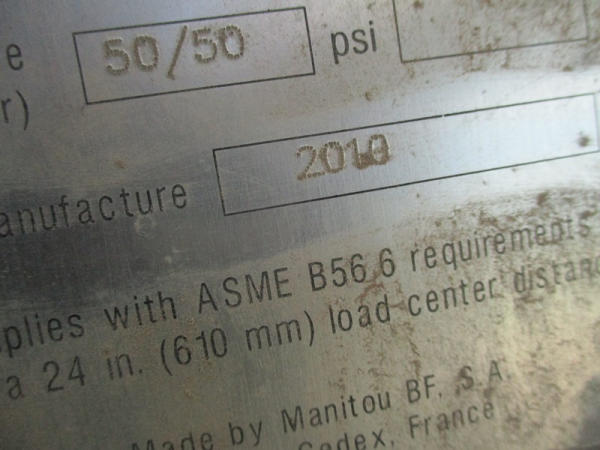 e 50/50 psi
r)
anufacture 2010
plies with ASME B56.6 requirements
a 24 in. (610 mm) load center distanc
Made by Manitou BF, S.A.
Cedex, France